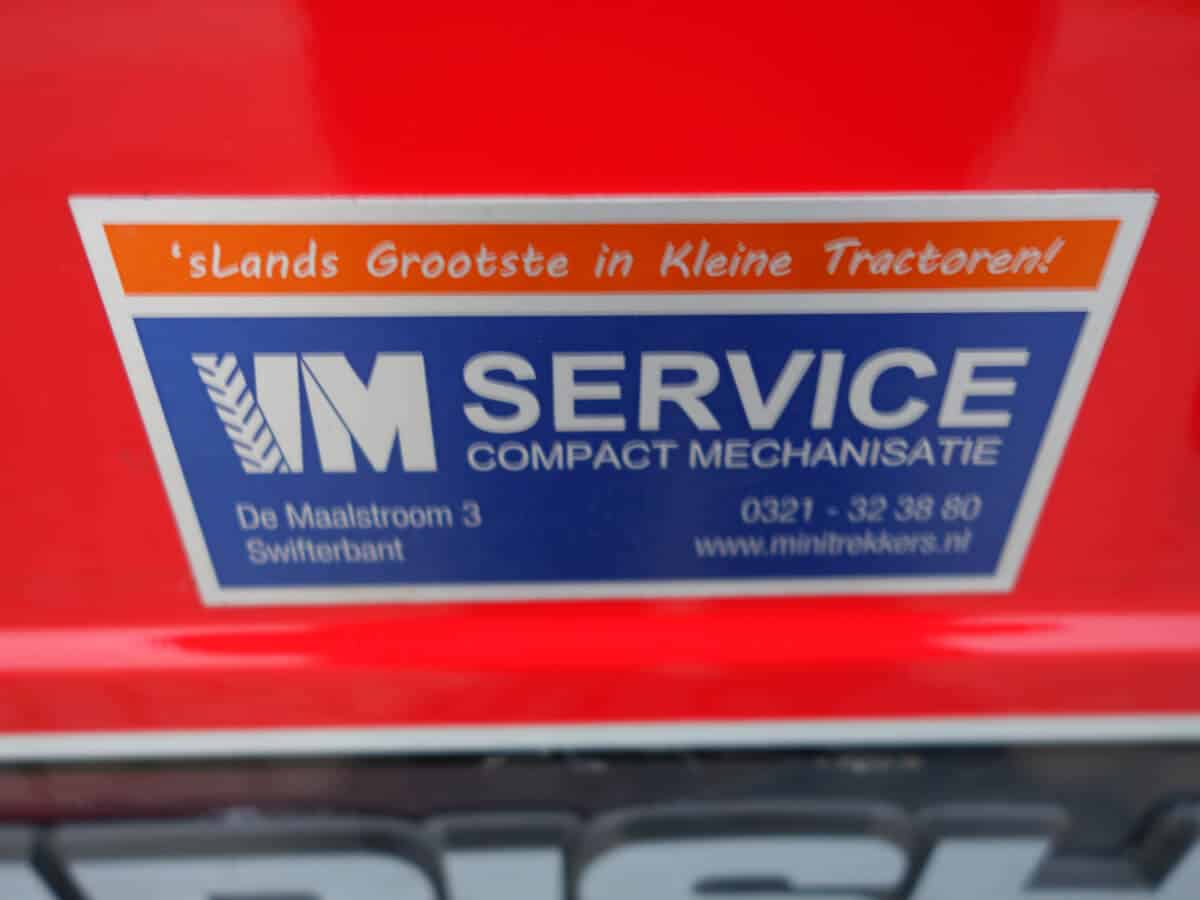 'sLands Grootste in Kleine Tractoren!
IM SERVICE
COMPACT MECHANISATIE
De Maalstroom 3
Swifterbant
0321 - 32 38 80
www.minitrekkers.nl